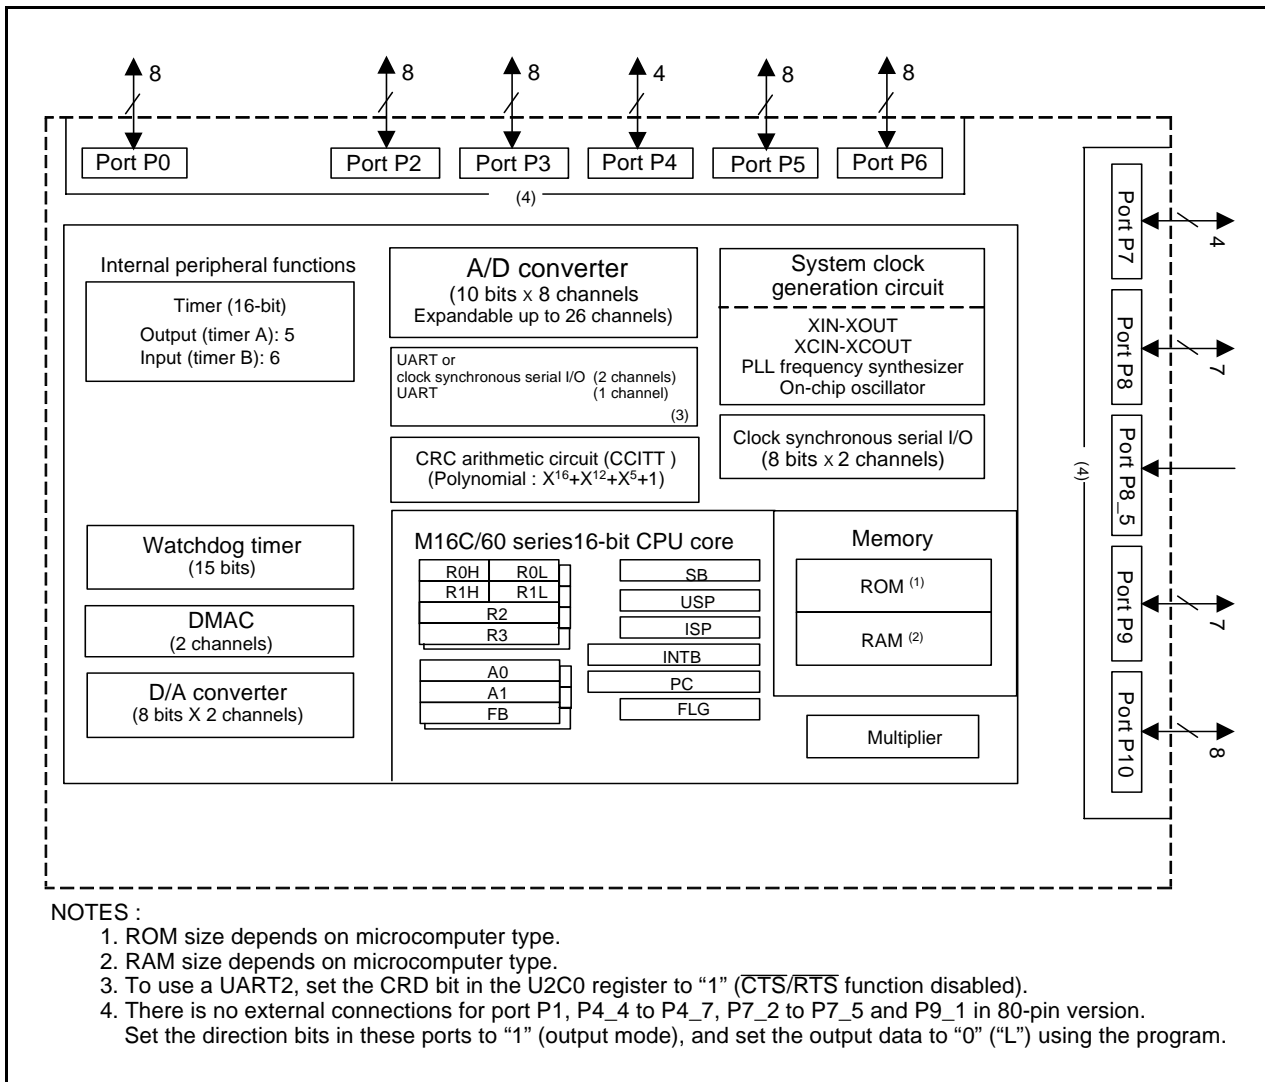 8
8
8
4
8
8
Port P0
Port P2
Port P3
Port P4
Port P5
Port P6
(4)
Port P7
4
Port P8
7
Port P8_5
(4)
Port P9
7
Port P10
8
Internal peripheral functions
Timer (16-bit)
Output (timer A): 5
Input (timer B): 6
A/D converter
(10 bits x 8 channels
Expandable up to 26 channels)
System clock
generation circuit
XIN-XOUT
XCIN-XCOUT
PLL frequency synthesizer
On-chip oscillator
UART or
clock synchronous serial I/O (2 channels)
UART (1 channel)
(3)
Clock synchronous serial I/O
(8 bits x 2 channels)
CRC arithmetic circuit (CCITT )
(Polynomial : X¹⁶+X¹²+X⁵+1)
Watchdog timer
(15 bits)
DMAC
(2 channels)
D/A converter
(8 bits X 2 channels)
M16C/60 series16-bit CPU core
R0H R0L
R1H R1L
R2
R3
A0
A1
FB
SB
USP
ISP
INTB
PC
FLG
Memory
ROM (1)
RAM (2)
Multiplier
NOTES :
1. ROM size depends on microcomputer type.
2. RAM size depends on microcomputer type.
3. To use a UART2, set the CRD bit in the U2C0 register to “1” (C̅T̅S̅/R̅T̅S̅ function disabled).
4. There is no external connections for port P1, P4_4 to P4_7, P7_2 to P7_5 and P9_1 in 80-pin version.
Set the direction bits in these ports to “1” (output mode), and set the output data to “0” (“L”) using the program.